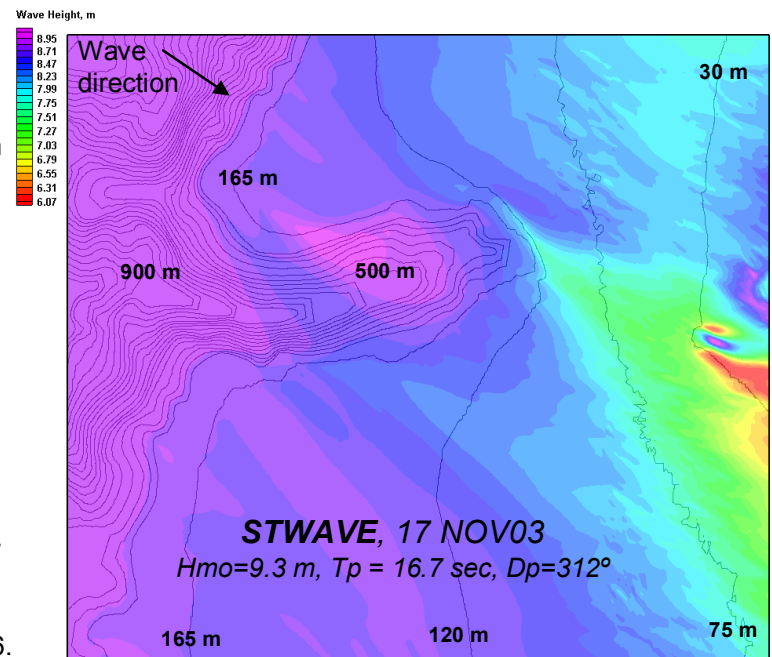 Wave Height, m
8.95
8.71
8.47
8.23
7.99
7.75
7.51
7.27
7.03
6.79
6.55
6.31
6.07
Wave
direction
30 m
165 m
900 m
500 m
STWAVE, 17 NOV03
Hmo=9.3 m, Tp = 16.7 sec, Dp=312º
165 m
120 m
75 m
6.